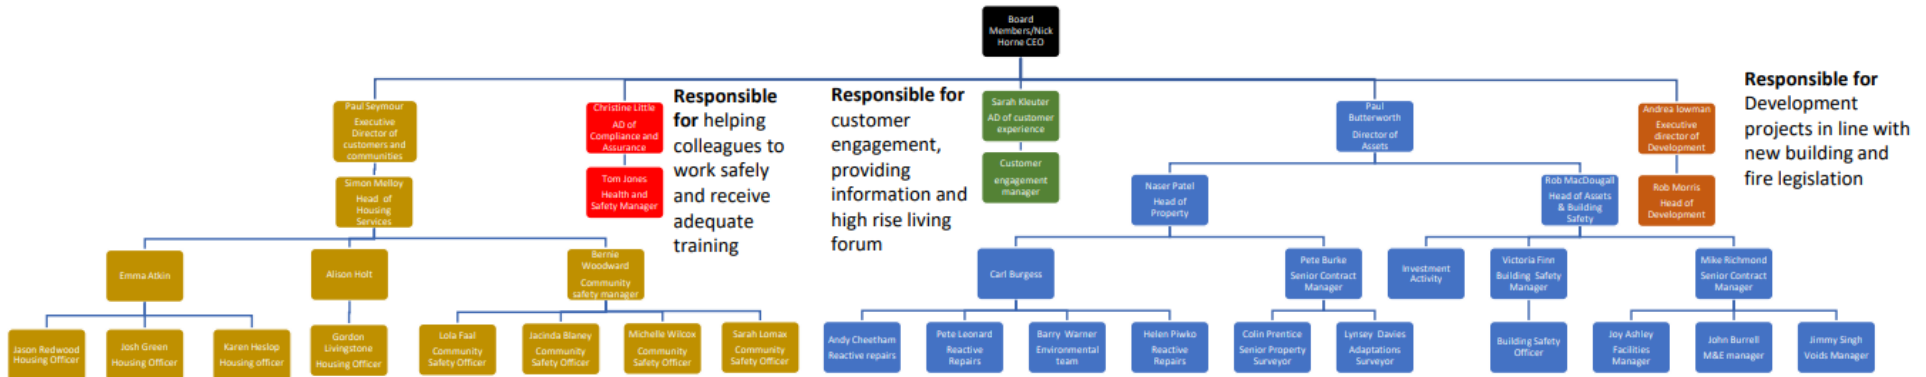 Board
Members/Nick
Horne CEO
Paul Seymour
Executive
Director of
customers and
communities
Simon Melloy
Head of
Housing
Services
Christine Little
AD of
Compliance and
Assurance
Tom Jones
Health and
Safety Manager
Responsible
for helping
colleagues to
work safely
and receive
adequate
training
Responsible for
customer
engagement,
providing
information and
high rise living
forum
Sarah Kleuter
AD of customer
experience
Customer
engagement
manager
Paul
Butterworth
Director of
Assets
Naser Patel
Head of
Property
Rob MacDougall
Head of Assets
& Building
Safety
Andrea lowman
Executive
director of
Development
Rob Morris
Head of
Development
Responsible for
Development
projects in line with
new building and
fire legislation
Emma Atkin
Alison Holt
Bernie
Woodward
Community
safety manager
Carl Burgess
Pete Burke
Senior Contract
Manager
Investment
Activity
Victoria Finn
Building Safety
Manager
Mike Richmond
Senior Contract
Manager
Jason Redwood
Housing Officer
Josh Green
Housing Officer
Karen Heslop
Housing officer
Gordon
Livingstone
Housing Officer
Lola Faal
Community
Safety Officer
Jacinda Blaney
Community
Safety Officer
Michelle Wilcox
Community
Safety Officer
Sarah Lomax
Community
Safety Officer
Andy Cheetham
Reactive repairs
Pete Leonard
Reactive
Repairs
Barry Warner
Environmental
team
Helen Piwko
Reactive
Repairs
Colin Prentice
Senior Property
Surveyor
Lynsey Davies
Adaptations
Surveyor
Building Safety
Officer
Joy Ashley
Facilities
Manager
John Burrell
M&E manager
Jimmy Singh
Voids Manager